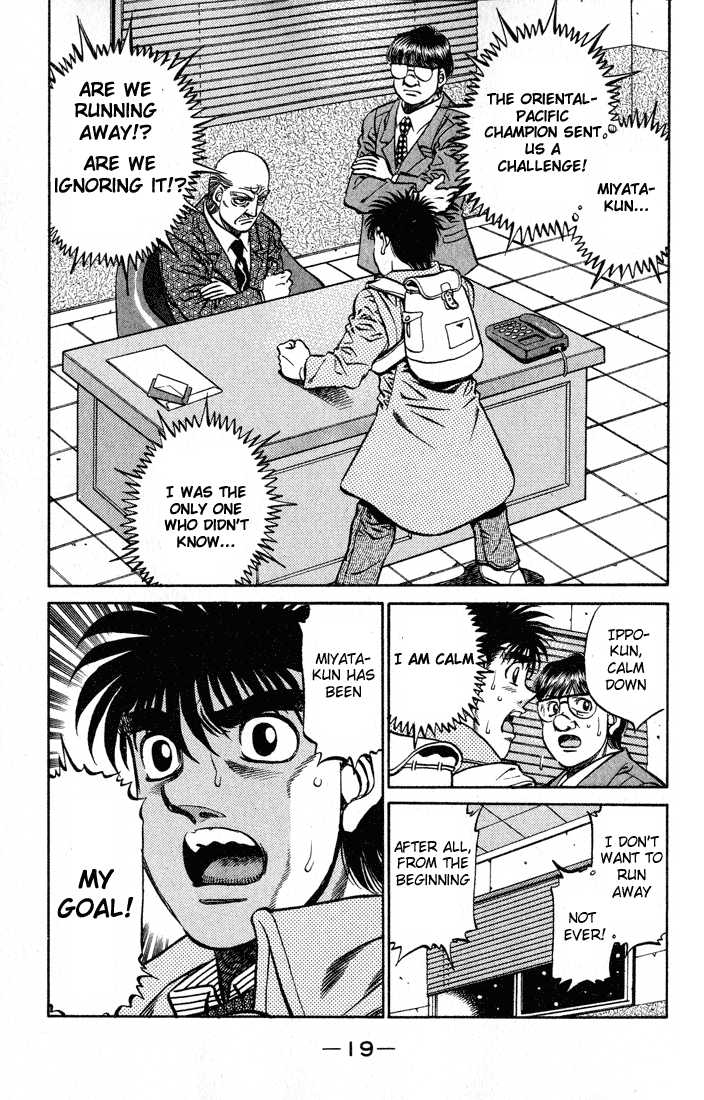 THE ORIENTAL-
PACIFIC
CHAMPION SENT
US A
CHALLENGE!
MIYATA-
KUN...
ARE WE
RUNNING
AWAY!?
ARE WE
IGNORING IT!?
I WAS THE
ONLY ONE
WHO DIDN'T
KNOW...
IPPO-
KUN,
CALM
DOWN
I AM CALM
I DON'T
WANT TO
RUN
AWAY
NOT
EVER!
AFTER ALL,
FROM THE
BEGINNING
MIYATA-
KUN HAS
BEEN
MY
GOAL!
—19—